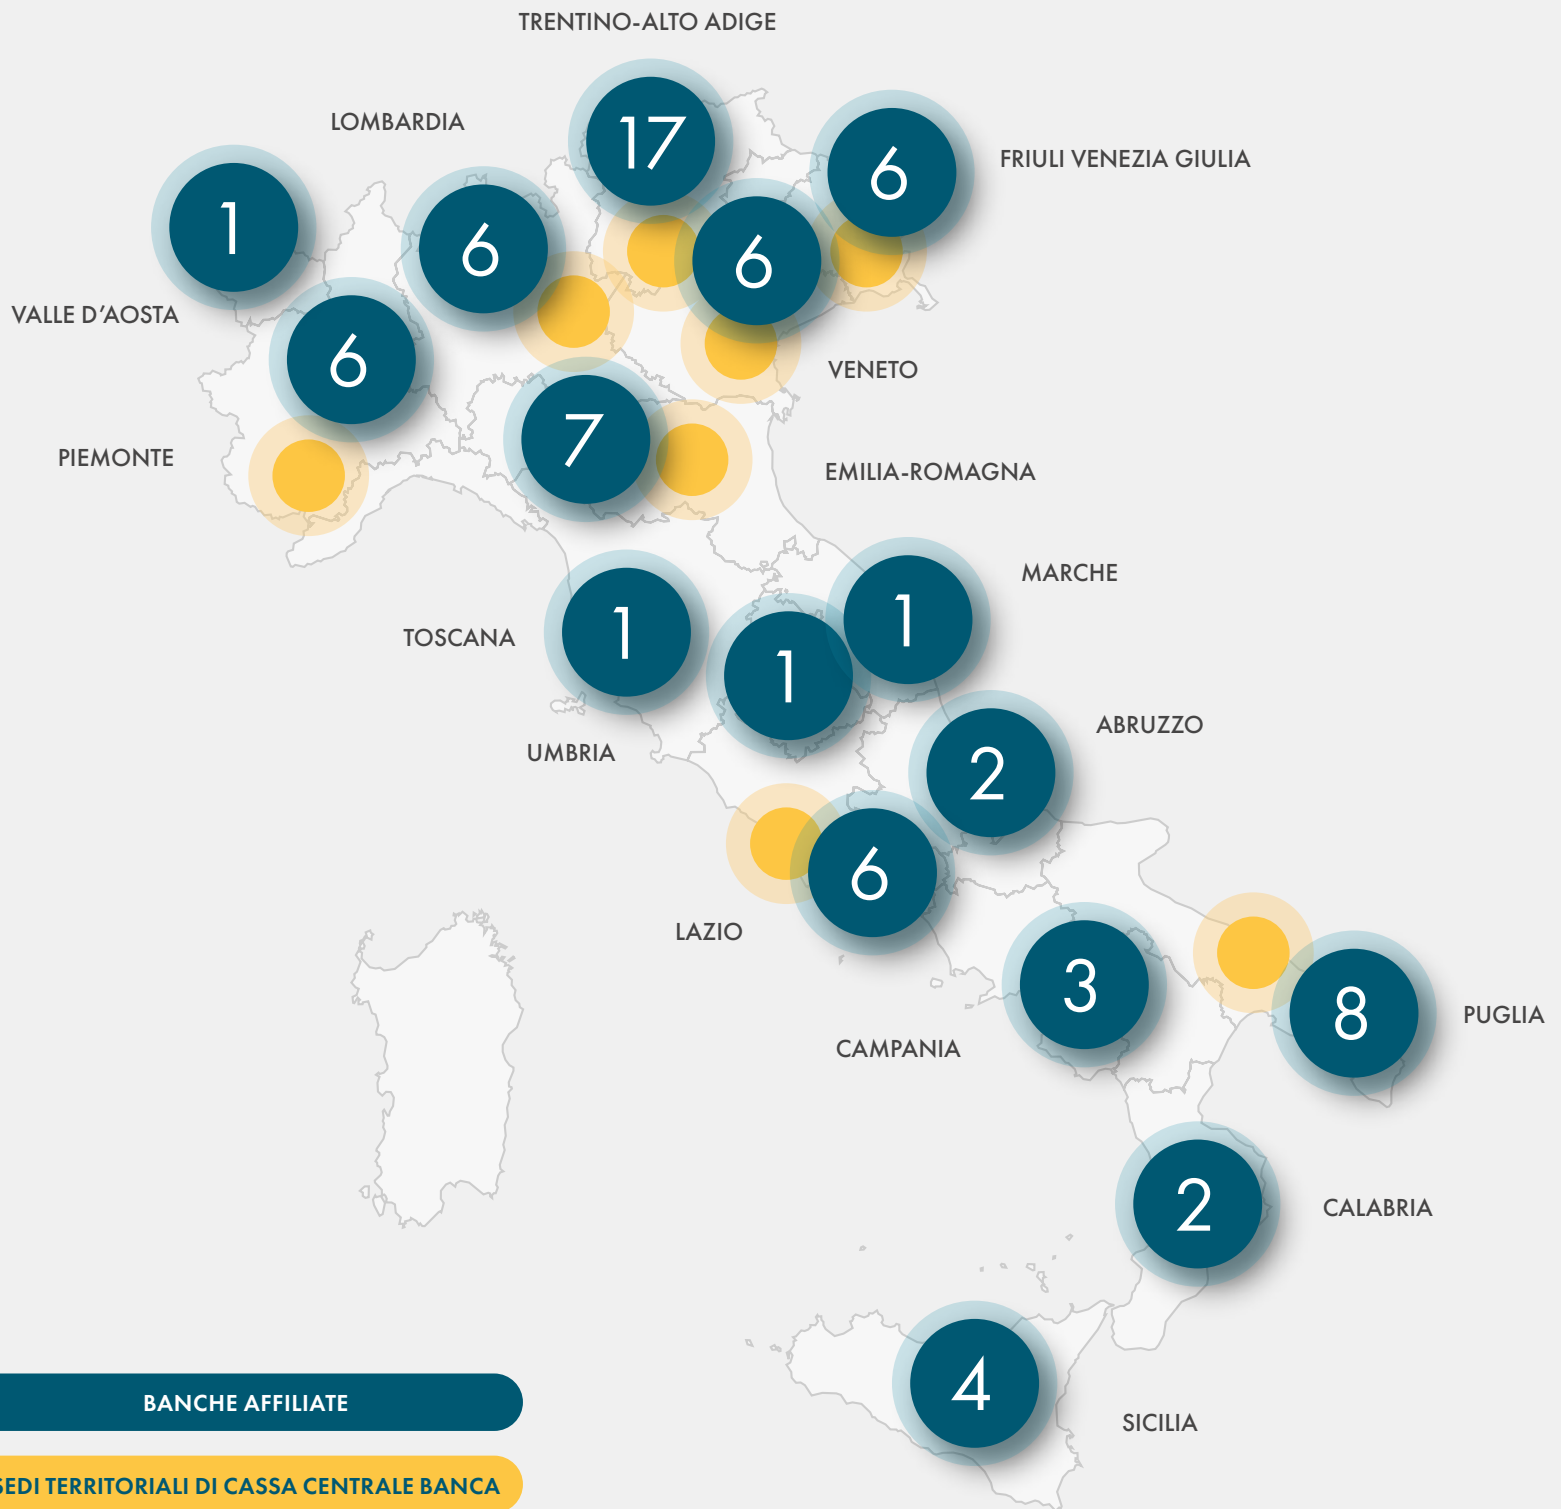 TRENTINO-ALTO ADIGE
LOMBARDIA
17
FRIULI VENEZIA GIULIA
6
1
6
6
VALLE D'AOSTA
6
VENETO
7
PIEMONTE
EMILIA-ROMAGNA
MARCHE
1
TOSCANA
1
1
ABRUZZO
UMBRIA
2
6
LAZIO
3
8
PUGLIA
CAMPANIA
2
CALABRIA
4
SICILIA
BANCHE AFFILIATE
SEDI TERRITORIALI DI CASSA CENTRALE BANCA